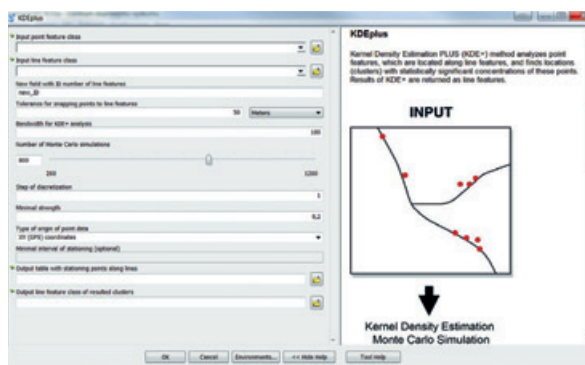 KDEplus
Input point feature class
Input line feature class
New field with ID number of line features
new_ID
Tolerance for snapping points to line features
50 Meters
Bandwidth for KDE+ analysis
100
Number of Monte Carlo simulations
800
200 1200
Step of discretization
1
Minimal strength
0,2
Type of origin of point data
XY (GPS) coordinates
Minimal interval of stationing (optional)
Output table with stationing points along lines
Output line feature class of resulted clusters
OK Cancel Environments... << Hide Help Tool Help
KDEplus
Kernel Density Estimation PLUS (KDE+) method analyzes point
features, which are located along line features, and finds locations
(clusters) with statistically significant concentrations of these points.
Results of KDE+ are returned as line features.
INPUT
Kernel Density Estimation
Monte Carlo Simulation